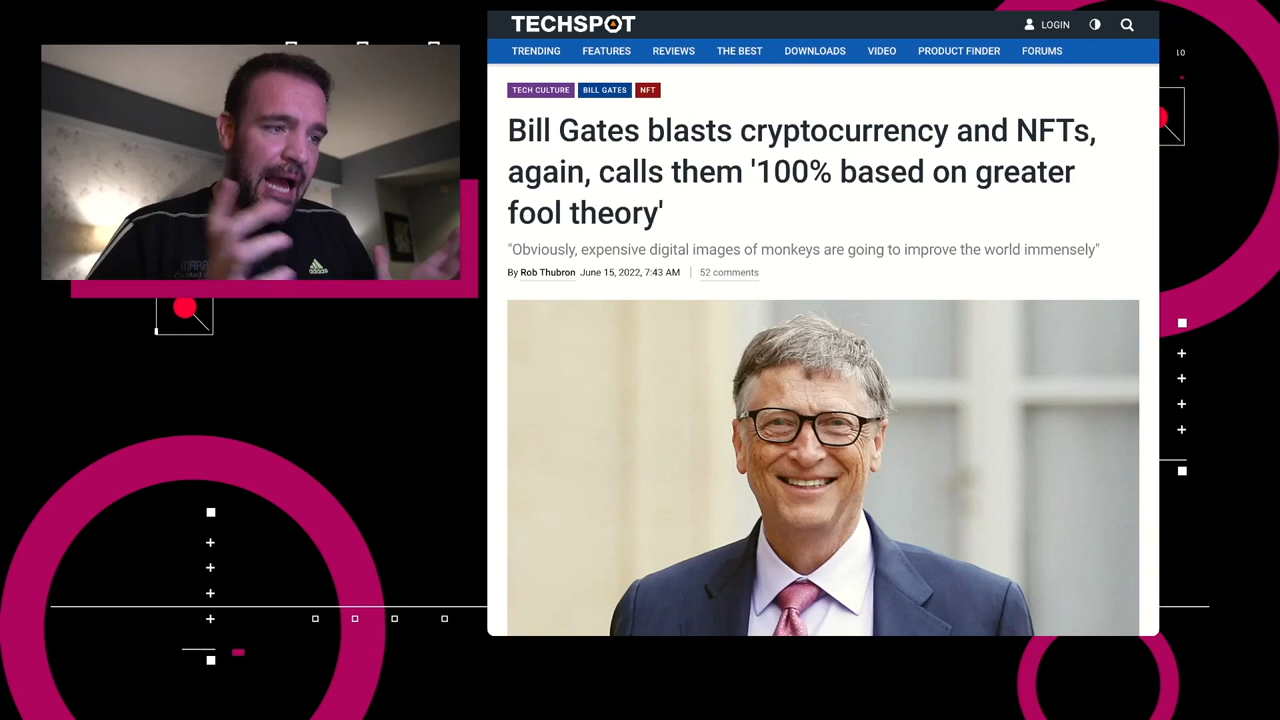 TECHSPOT
LOGIN
TRENDING FEATURES REVIEWS THE BEST DOWNLOADS VIDEO PRODUCT FINDER FORUMS
TECH CULTURE BILL GATES NFT
Bill Gates blasts cryptocurrency and NFTs,
again, calls them '100% based on greater
fool theory'
"Obviously, expensive digital images of monkeys are going to improve the world immensely"
By Rob Thubron June 15, 2022, 7:43 AM 52 comments
adidas